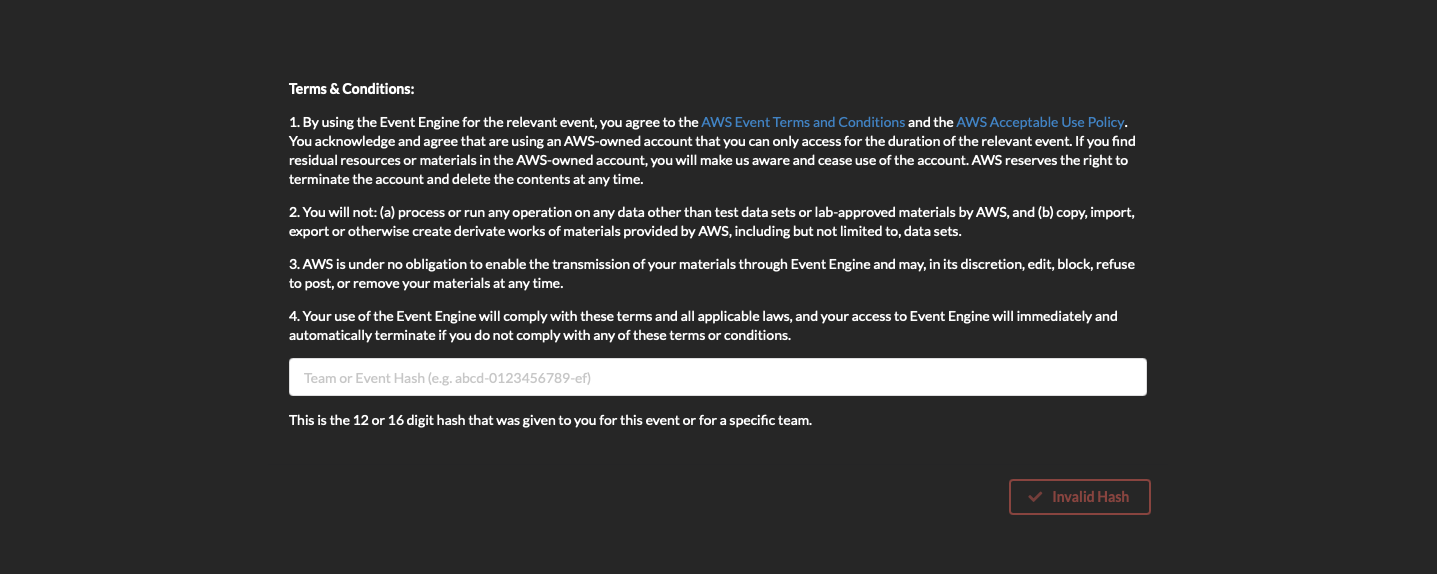 Terms & Conditions:
1. By using the Event Engine for the relevant event, you agree to the AWS Event Terms and Conditions and the AWS Acceptable Use Policy.
You acknowledge and agree that are using an AWS-owned account that you can only access for the duration of the relevant event. If you find
residual resources or materials in the AWS-owned account, you will make us aware and cease use of the account. AWS reserves the right to
terminate the account and delete the contents at any time.
2. You will not: (a) process or run any operation on any data other than test data sets or lab-approved materials by AWS, and (b) copy, import,
export or otherwise create derivate works of materials provided by AWS, including but not limited to, data sets.
3. AWS is under no obligation to enable the transmission of your materials through Event Engine and may, in its discretion, edit, block, refuse
to post, or remove your materials at any time.
4. Your use of the Event Engine will comply with these terms and all applicable laws, and your access to Event Engine will immediately and
automatically terminate if you do not comply with any of these terms or conditions.
Team or Event Hash (e.g. abcd-0123456789-ef)
This is the 12 or 16 digit hash that was given to you for this event or for a specific team.
Invalid Hash